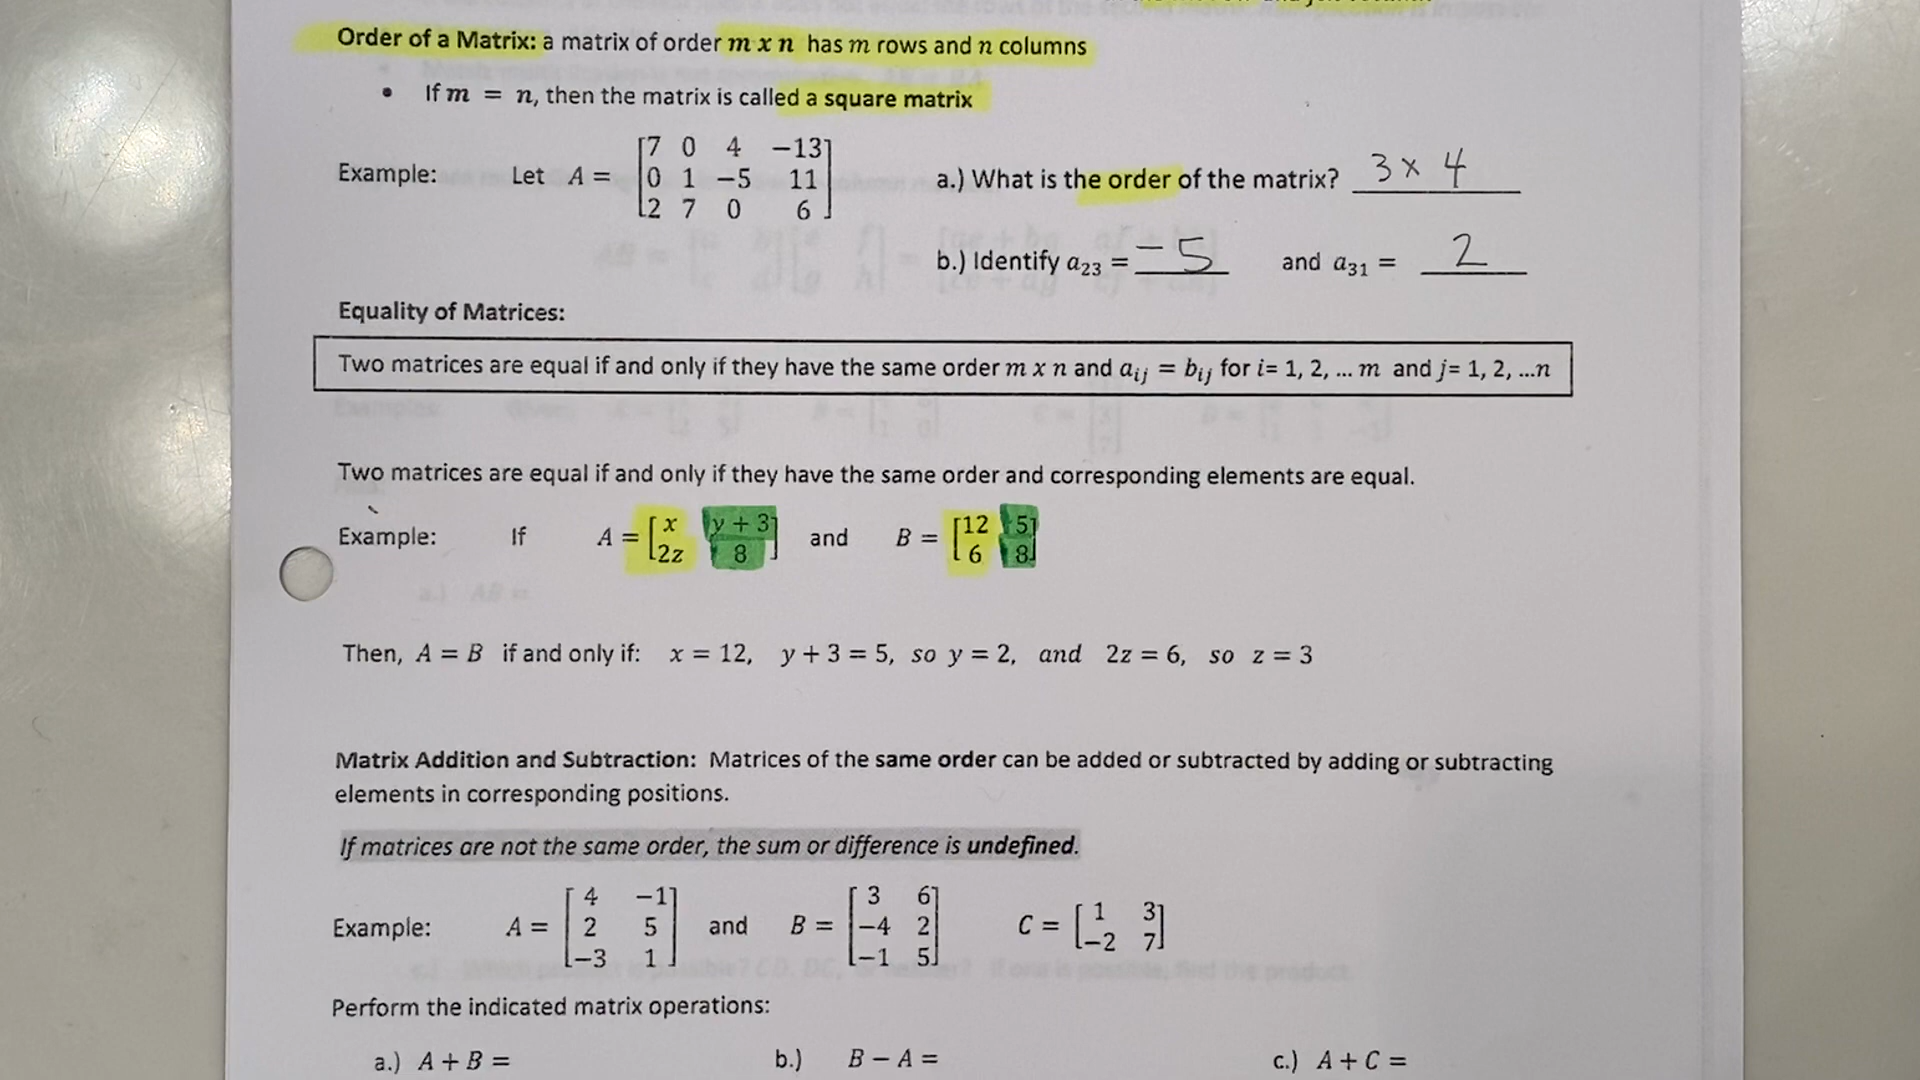 Order of a Matrix: a matrix of order m x n has m rows and n columns
• If m = n, then the matrix is called a square matrix
Example: Let A = [7 0 4 −13
0 1 −5 11
2 7 0 6]
a.) What is the order of the matrix? 3 x 4
b.) Identify a₂₃ = −5 and a₃₁ = 2
Equality of Matrices:
Two matrices are equal if and only if they have the same order m x n and aᵢⱼ = bᵢⱼ for i= 1, 2, ... m and j= 1, 2, ...n
Two matrices are equal if and only if they have the same order and corresponding elements are equal.
Example: If A = [x y + 3
2z 8] and B = [12 5
6 8]
Then, A = B if and only if: x = 12, y + 3 = 5, so y = 2, and 2z = 6, so z = 3
Matrix Addition and Subtraction: Matrices of the same order can be added or subtracted by adding or subtracting
elements in corresponding positions.
If matrices are not the same order, the sum or difference is undefined.
Example: A = [4 −1
2 5
−3 1] and B = [3 6
−4 2
−1 5] C = [1 3
−2 7]
Perform the indicated matrix operations:
a.) A + B = b.) B − A = c.) A + C =